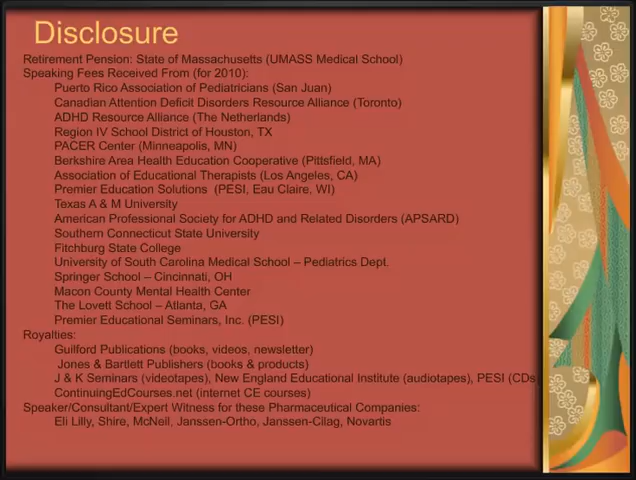 Disclosure
Retirement Pension: State of Massachusetts (UMASS Medical School)
Speaking Fees Received From (for 2010):
Puerto Rico Association of Pediatricians (San Juan)
Canadian Attention Deficit Disorders Resource Alliance (Toronto)
ADHD Resource Alliance (The Netherlands)
Region IV School District of Houston, TX
PACER Center (Minneapolis, MN)
Berkshire Area Health Education Cooperative (Pittsfield, MA)
Association of Educational Therapists (Los Angeles, CA)
Premier Education Solutions (PESI, Eau Claire, WI)
Texas A & M University
American Professional Society for ADHD and Related Disorders (APSARD)
Southern Connecticut State University
Fitchburg State College
University of South Carolina Medical School – Pediatrics Dept.
Springer School – Cincinnati, OH
Macon County Mental Health Center
The Lovett School – Atlanta, GA
Premier Educational Seminars, Inc. (PESI)
Royalties:
Guilford Publications (books, videos, newsletter)
Jones & Bartlett Publishers (books & products)
J & K Seminars (videotapes), New England Educational Institute (audiotapes), PESI (CDs
ContinuingEdCourses.net (internet CE courses)
Speaker/Consultant/Expert Witness for these Pharmaceutical Companies:
Eli Lilly, Shire, McNeil, Janssen-Ortho, Janssen-Cilag, Novartis